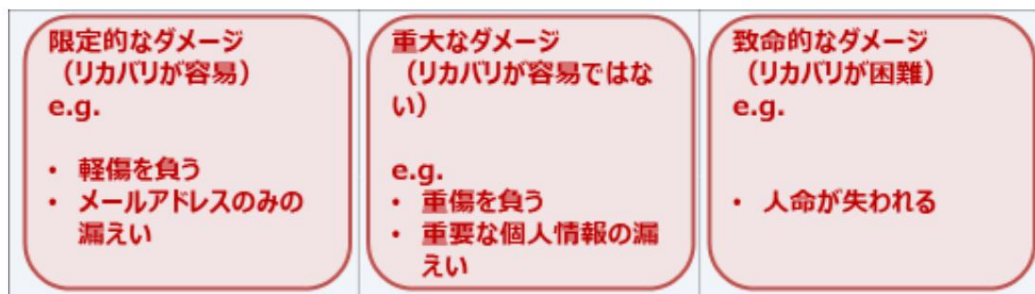 限定的なダメージ
（リカバリが容易）
e.g.
• 軽傷を負う
• メールアドレスのみの
漏えい
重大なダメージ
（リカバリが容易ではな
い）
e.g.
• 重傷を負う
• 重要な個人情報の漏
えい
致命的なダメージ
（リカバリが困難）
e.g.
• 人命が失われる